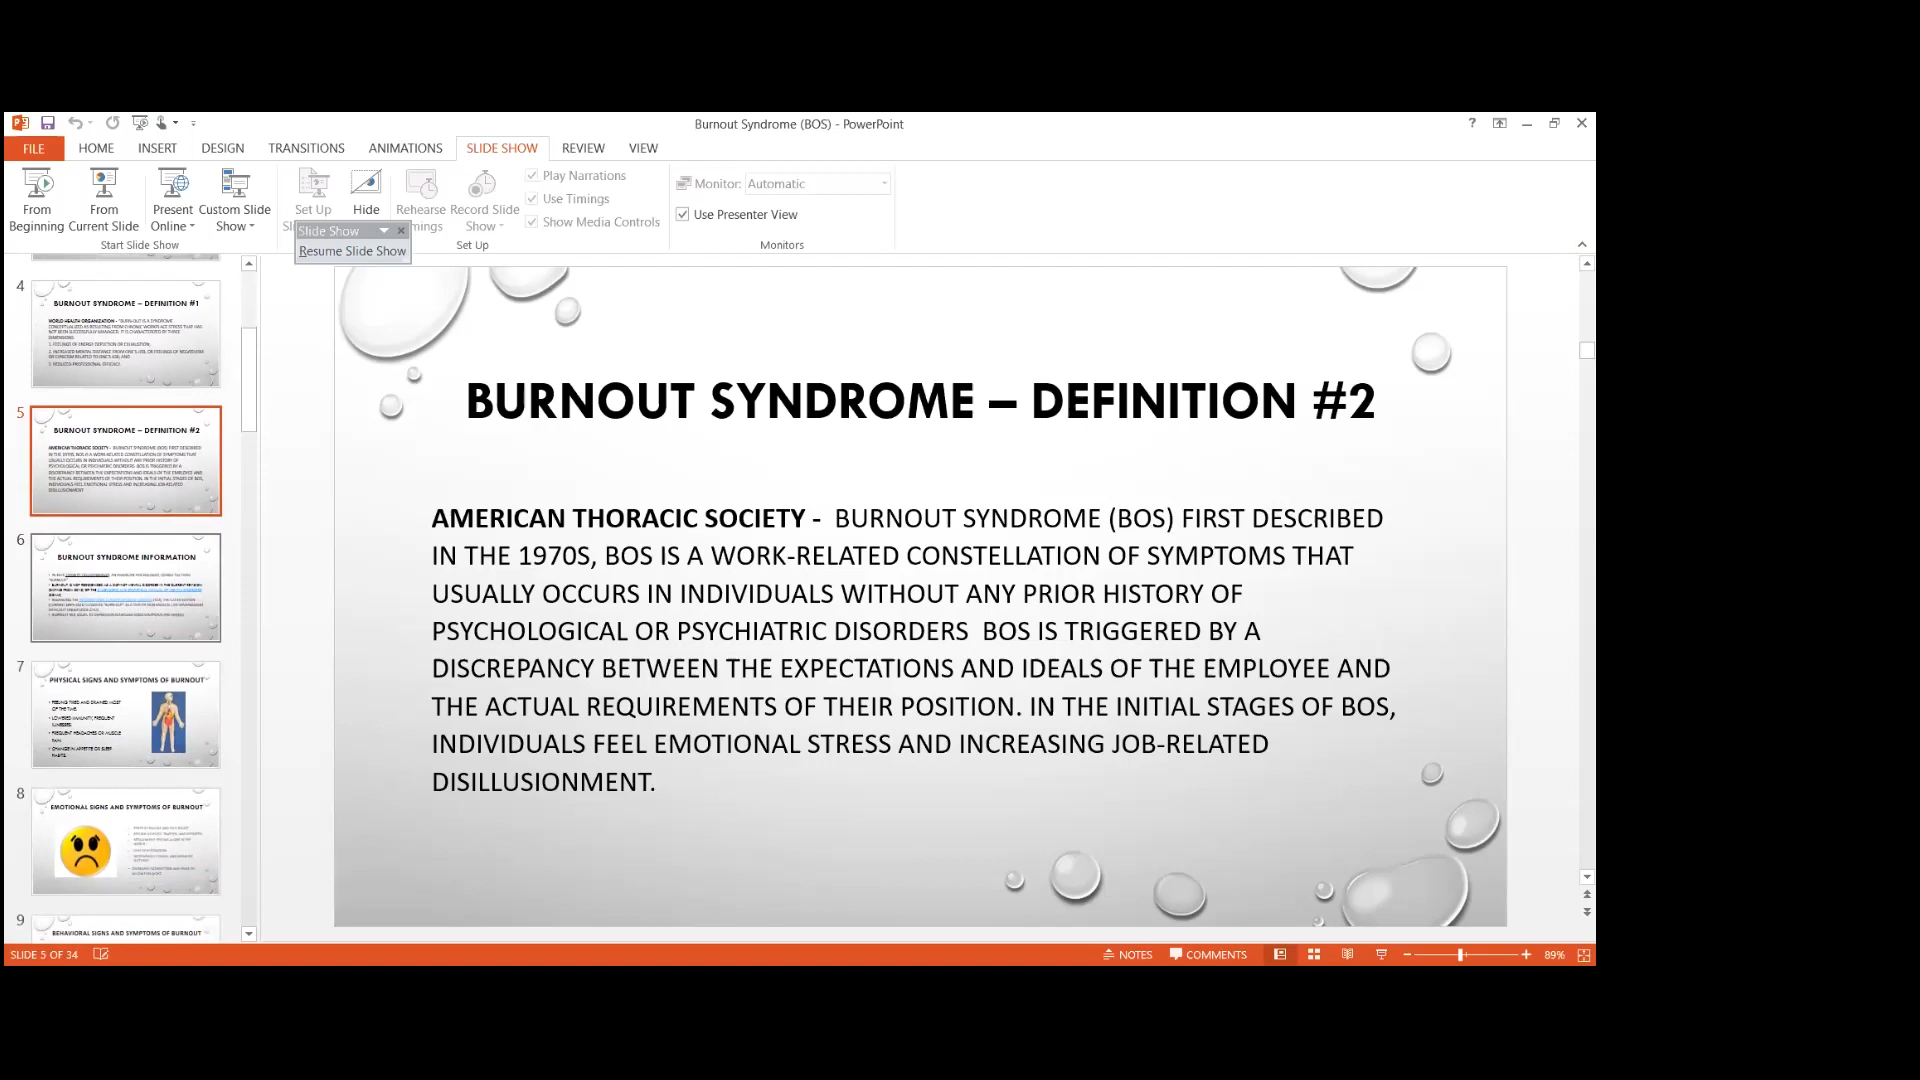 Burnout Syndrome (BOS) - PowerPoint
?
FILE HOME INSERT DESIGN TRANSITIONS ANIMATIONS SLIDE SHOW REVIEW VIEW
From Beginning
From Current Slide
Present Online
Custom Slide Show
Start Slide Show
Set Up
Hide
Rehearse
Record Slide Show
Play Narrations
Use Timings
Show Media Controls
Set Up
Monitor: Automatic
Use Presenter View
Monitors
Slide Show
Resume Slide Show
4
BURNOUT SYNDROME – DEFINITION #1
5
BURNOUT SYNDROME – DEFINITION #2
6
BURNOUT SYNDROME INFORMATION
7
PHYSICAL SIGNS AND SYMPTOMS OF BURNOUT
8
EMOTIONAL SIGNS AND SYMPTOMS OF BURNOUT
9
BEHAVIORAL SIGNS AND SYMPTOMS OF BURNOUT
BURNOUT SYNDROME – DEFINITION #2
AMERICAN THORACIC SOCIETY - BURNOUT SYNDROME (BOS) FIRST DESCRIBED
IN THE 1970S, BOS IS A WORK-RELATED CONSTELLATION OF SYMPTOMS THAT
USUALLY OCCURS IN INDIVIDUALS WITHOUT ANY PRIOR HISTORY OF
PSYCHOLOGICAL OR PSYCHIATRIC DISORDERS BOS IS TRIGGERED BY A
DISCREPANCY BETWEEN THE EXPECTATIONS AND IDEALS OF THE EMPLOYEE AND
THE ACTUAL REQUIREMENTS OF THEIR POSITION. IN THE INITIAL STAGES OF BOS,
INDIVIDUALS FEEL EMOTIONAL STRESS AND INCREASING JOB-RELATED
DISILLUSIONMENT.
SLIDE 5 OF 34
NOTES COMMENTS 89%